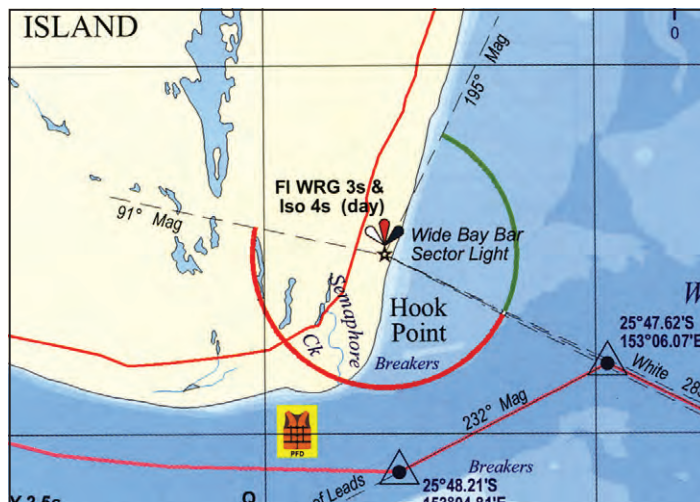 ISLAND
0
195° Mag
Fl WRG 3s &
Iso 4s (day)
91° Mag
Wide Bay Bar
Sector Light
Semaphore
Ck
Hook
Point
25°47.62'S
153°06.07'E
Breakers
White
232° Mag
PFD
Breakers
25°48.21'S
of Leads